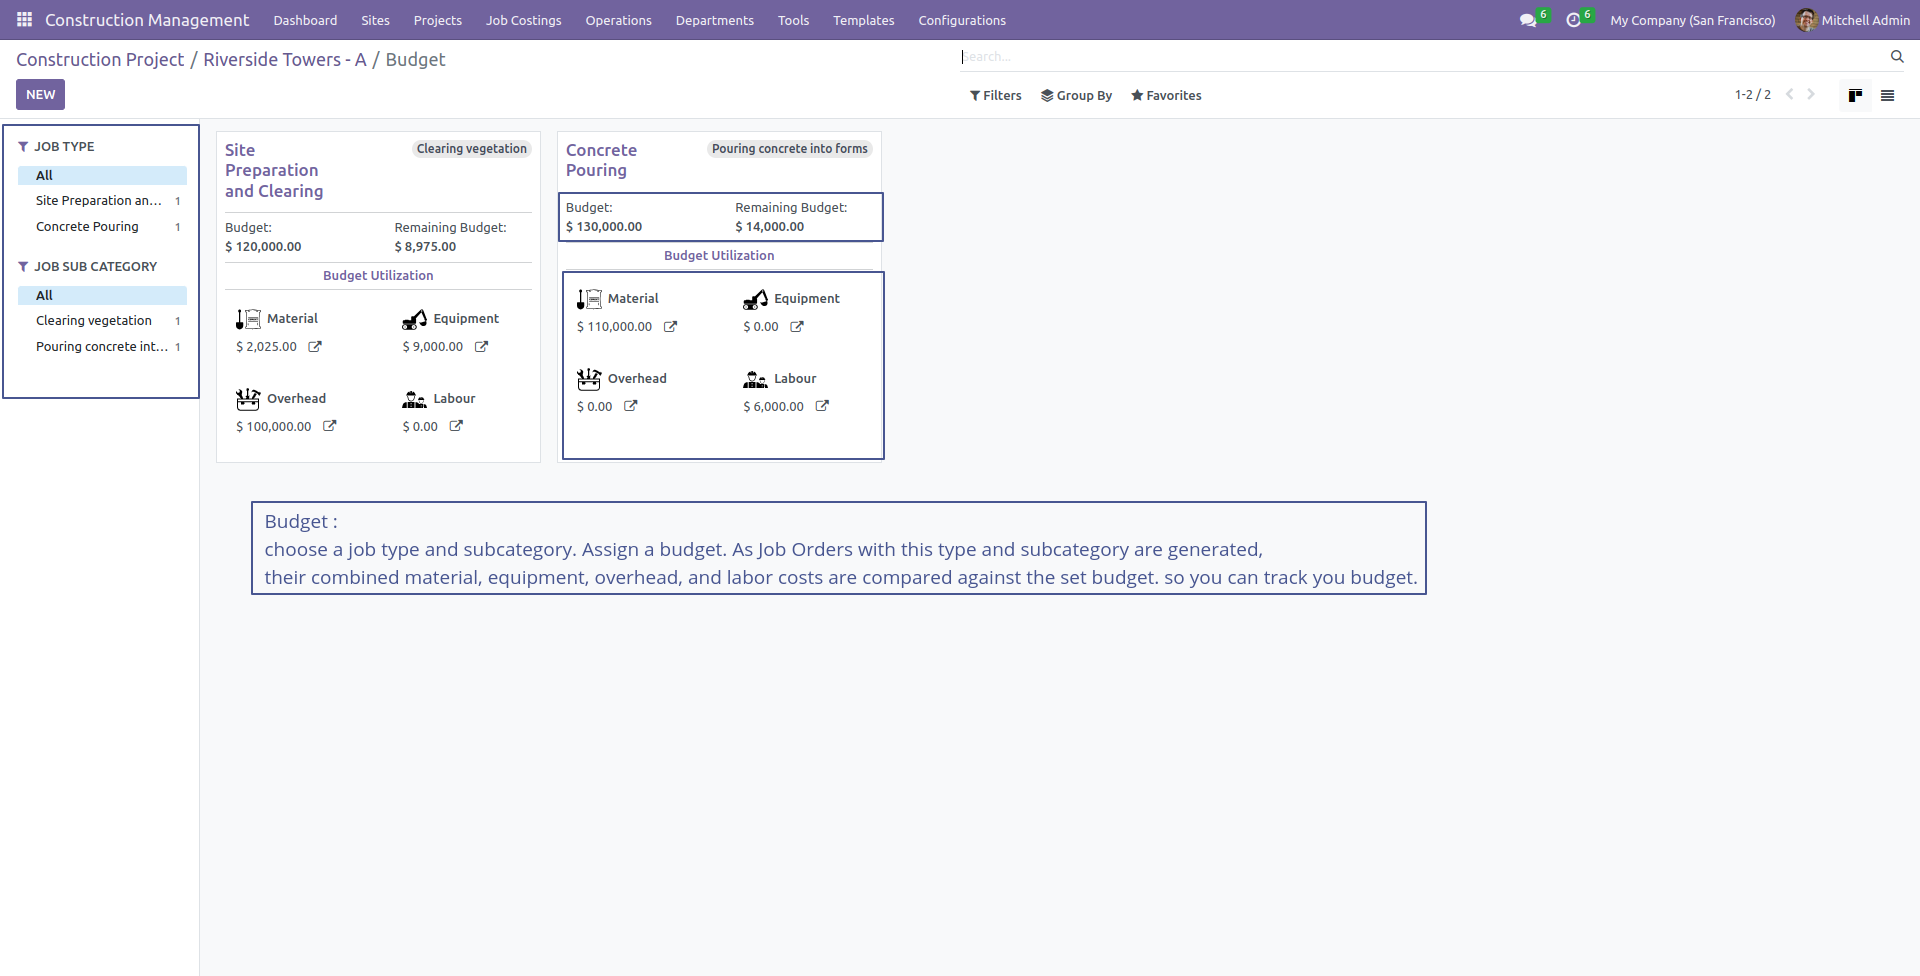 Construction Management Dashboard Sites Projects Job Costings Operations Departments Tools Templates Configurations 6 6 My Company (San Francisco) Mitchell Admin
Construction Project / Riverside Towers - A / Budget
Search...
NEW
Filters Group By Favorites 1-2 / 2
JOB TYPE
All
Site Preparation an... 1
Concrete Pouring 1
JOB SUB CATEGORY
All
Clearing vegetation 1
Pouring concrete int... 1
Site
Preparation
and Clearing
Clearing vegetation
Budget: Remaining Budget:
$ 120,000.00 $ 8,975.00
Budget Utilization
Material Equipment
$ 2,025.00 $ 9,000.00
Overhead Labour
$ 100,000.00 $ 0.00
Concrete
Pouring
Pouring concrete into forms
Budget: Remaining Budget:
$ 130,000.00 $ 14,000.00
Budget Utilization
Material Equipment
$ 110,000.00 $ 0.00
Overhead Labour
$ 0.00 $ 6,000.00
Budget :
choose a job type and subcategory. Assign a budget. As Job Orders with this type and subcategory are generated,
their combined material, equipment, overhead, and labor costs are compared against the set budget. so you can track you budget.